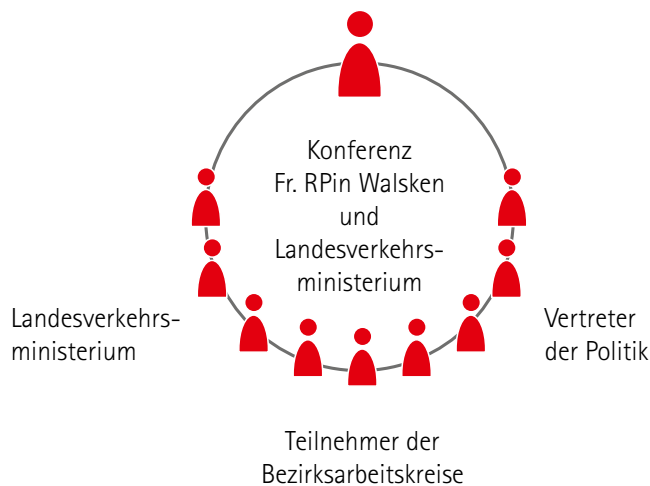 Konferenz
Fr. RPin Walsken
und
Landesverkehrs-
ministerium
Landesverkehrs-
ministerium
Vertreter
der Politik
Teilnehmer der
Bezirksarbeitskreise